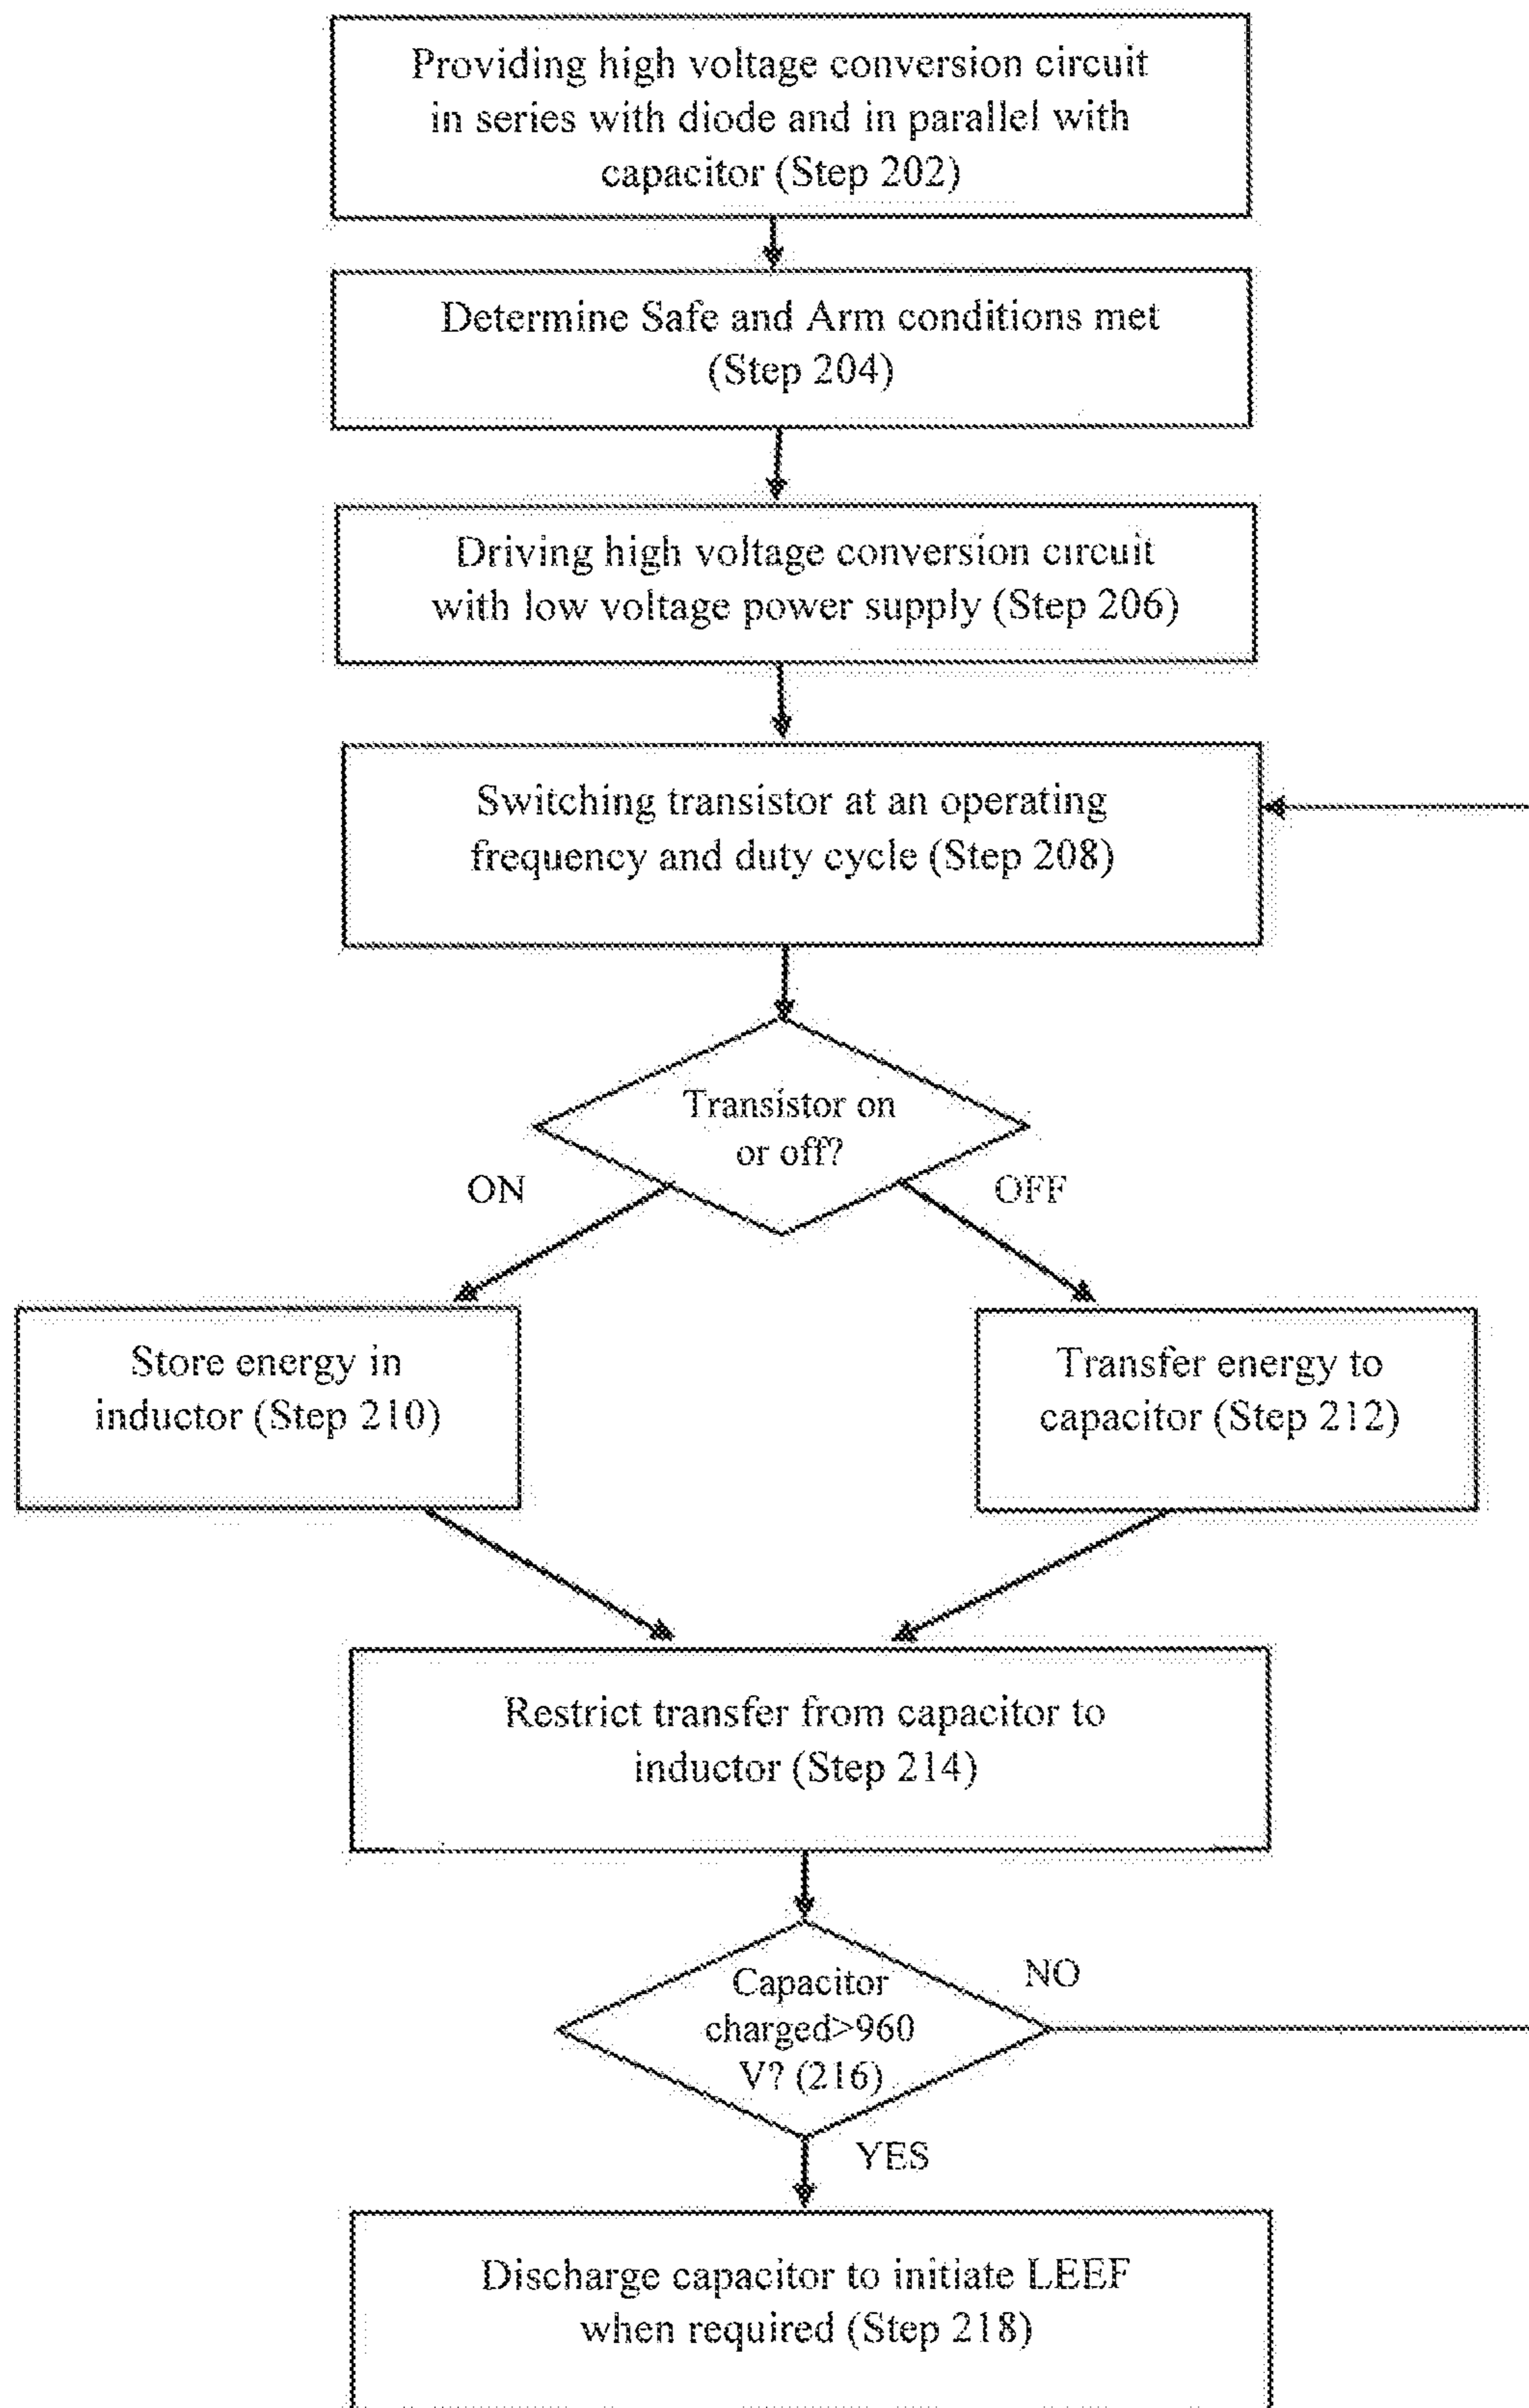 Providing high voltage conversion circuit
in series with diode and in parallel with
capacitor (Step 202)
Determine Safe and Arm conditions met
(Step 204)
Driving high voltage conversion circuit
with low voltage power supply (Step 206)
Switching transistor at an operating
frequency and duty cycle (Step 208)
Transistor on
or off?
ON
OFF
Store energy in
inductor (Step 210)
Transfer energy to
capacitor (Step 212)
Restrict transfer from capacitor to
inductor (Step 214)
Capacitor
charged>960
V? (216)
NO
YES
Discharge capacitor to initiate LEEF
when required (Step 218)